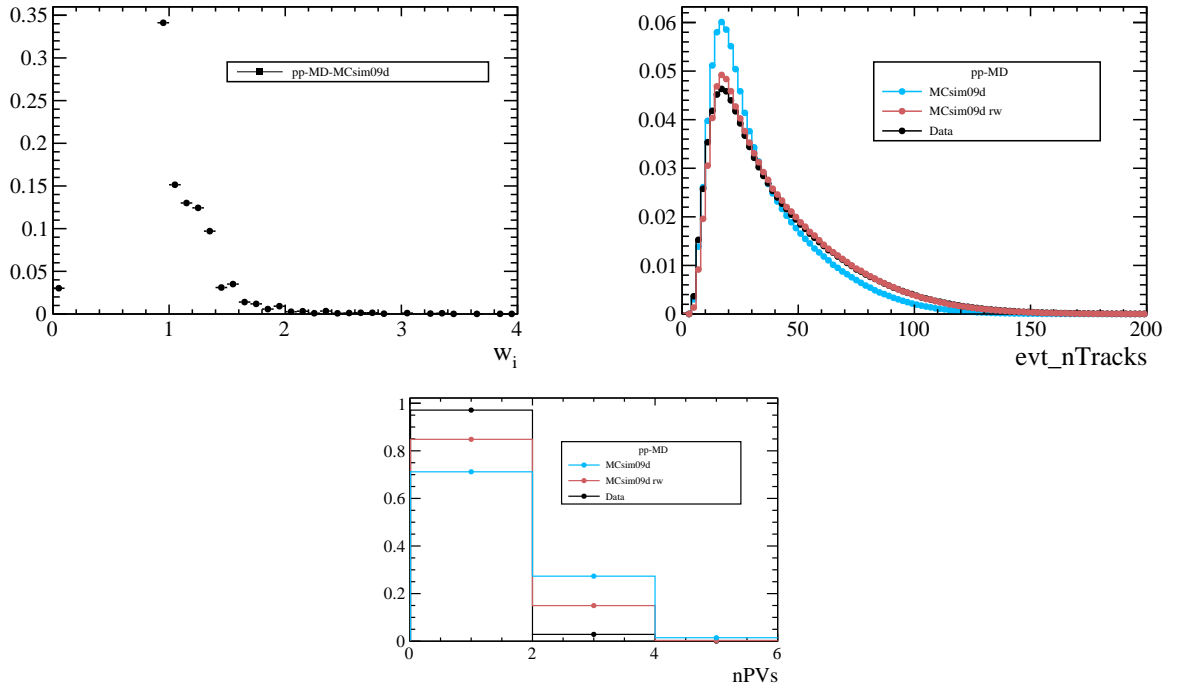 0.35
0.3
0.25
0.2
0.15
0.1
0.05
0
0 1 2 3 4
w_i
pp-MD-MCsim09d
0.06
0.05
0.04
0.03
0.02
0.01
0
0 50 100 150 200
evt_nTracks
pp-MD
MCsim09d
MCsim09d rw
Data
1
0.8
0.6
0.4
0.2
0
0 2 4 6
nPVs
pp-MD
MCsim09d
MCsim09d rw
Data